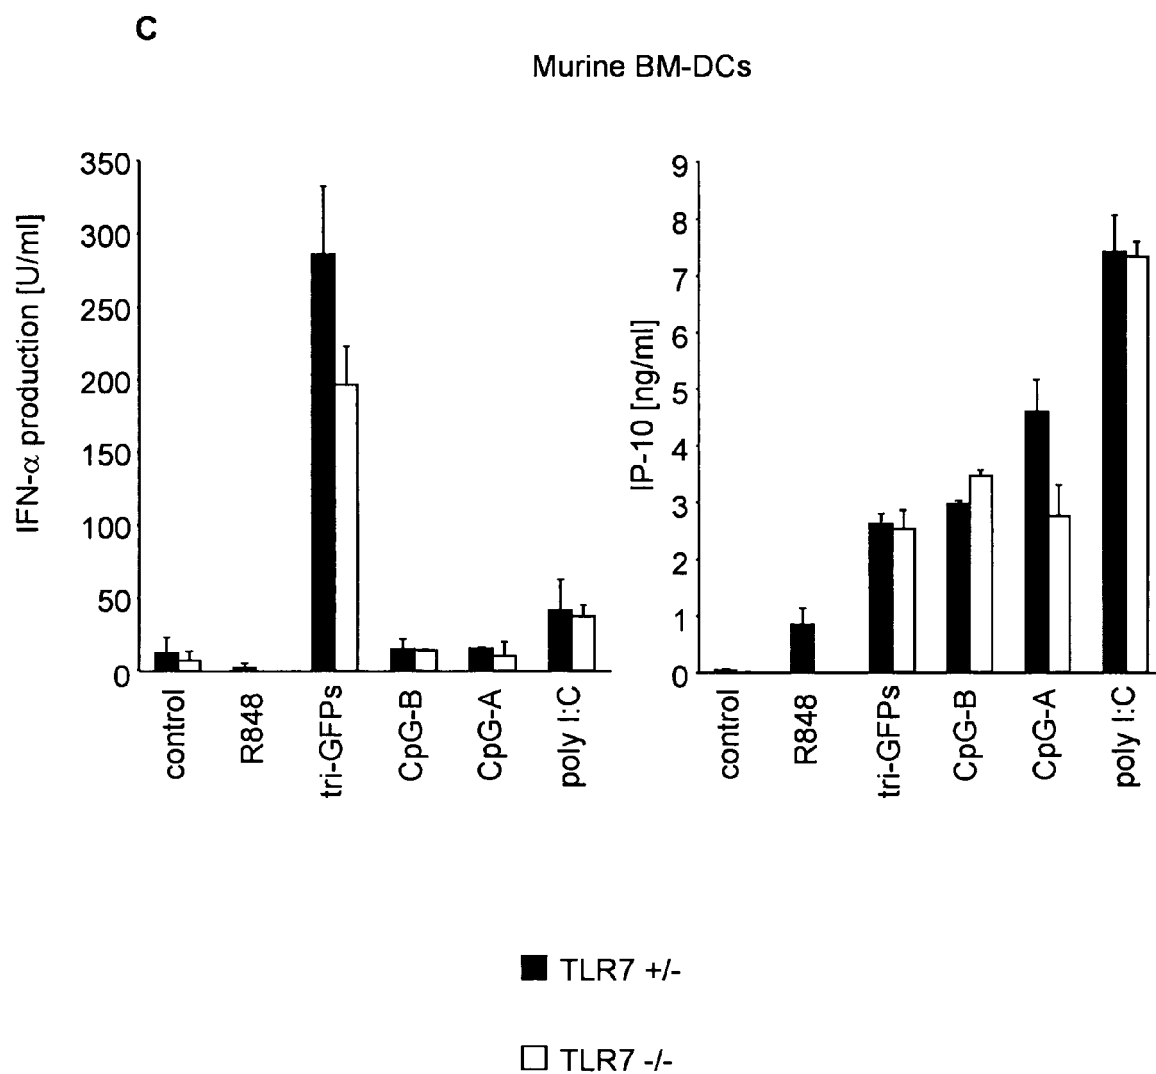 C
Murine BM-DCs
IFN-α production [U/ml]
350
300
250
200
150
100
50
0
control
R848
tri-GFPs
CpG-B
CpG-A
poly I:C
IP-10 [ng/ml]
9
8
7
6
5
4
3
2
1
0
control
R848
tri-GFPs
CpG-B
CpG-A
poly I:C
TLR7 +/-
TLR7 -/-